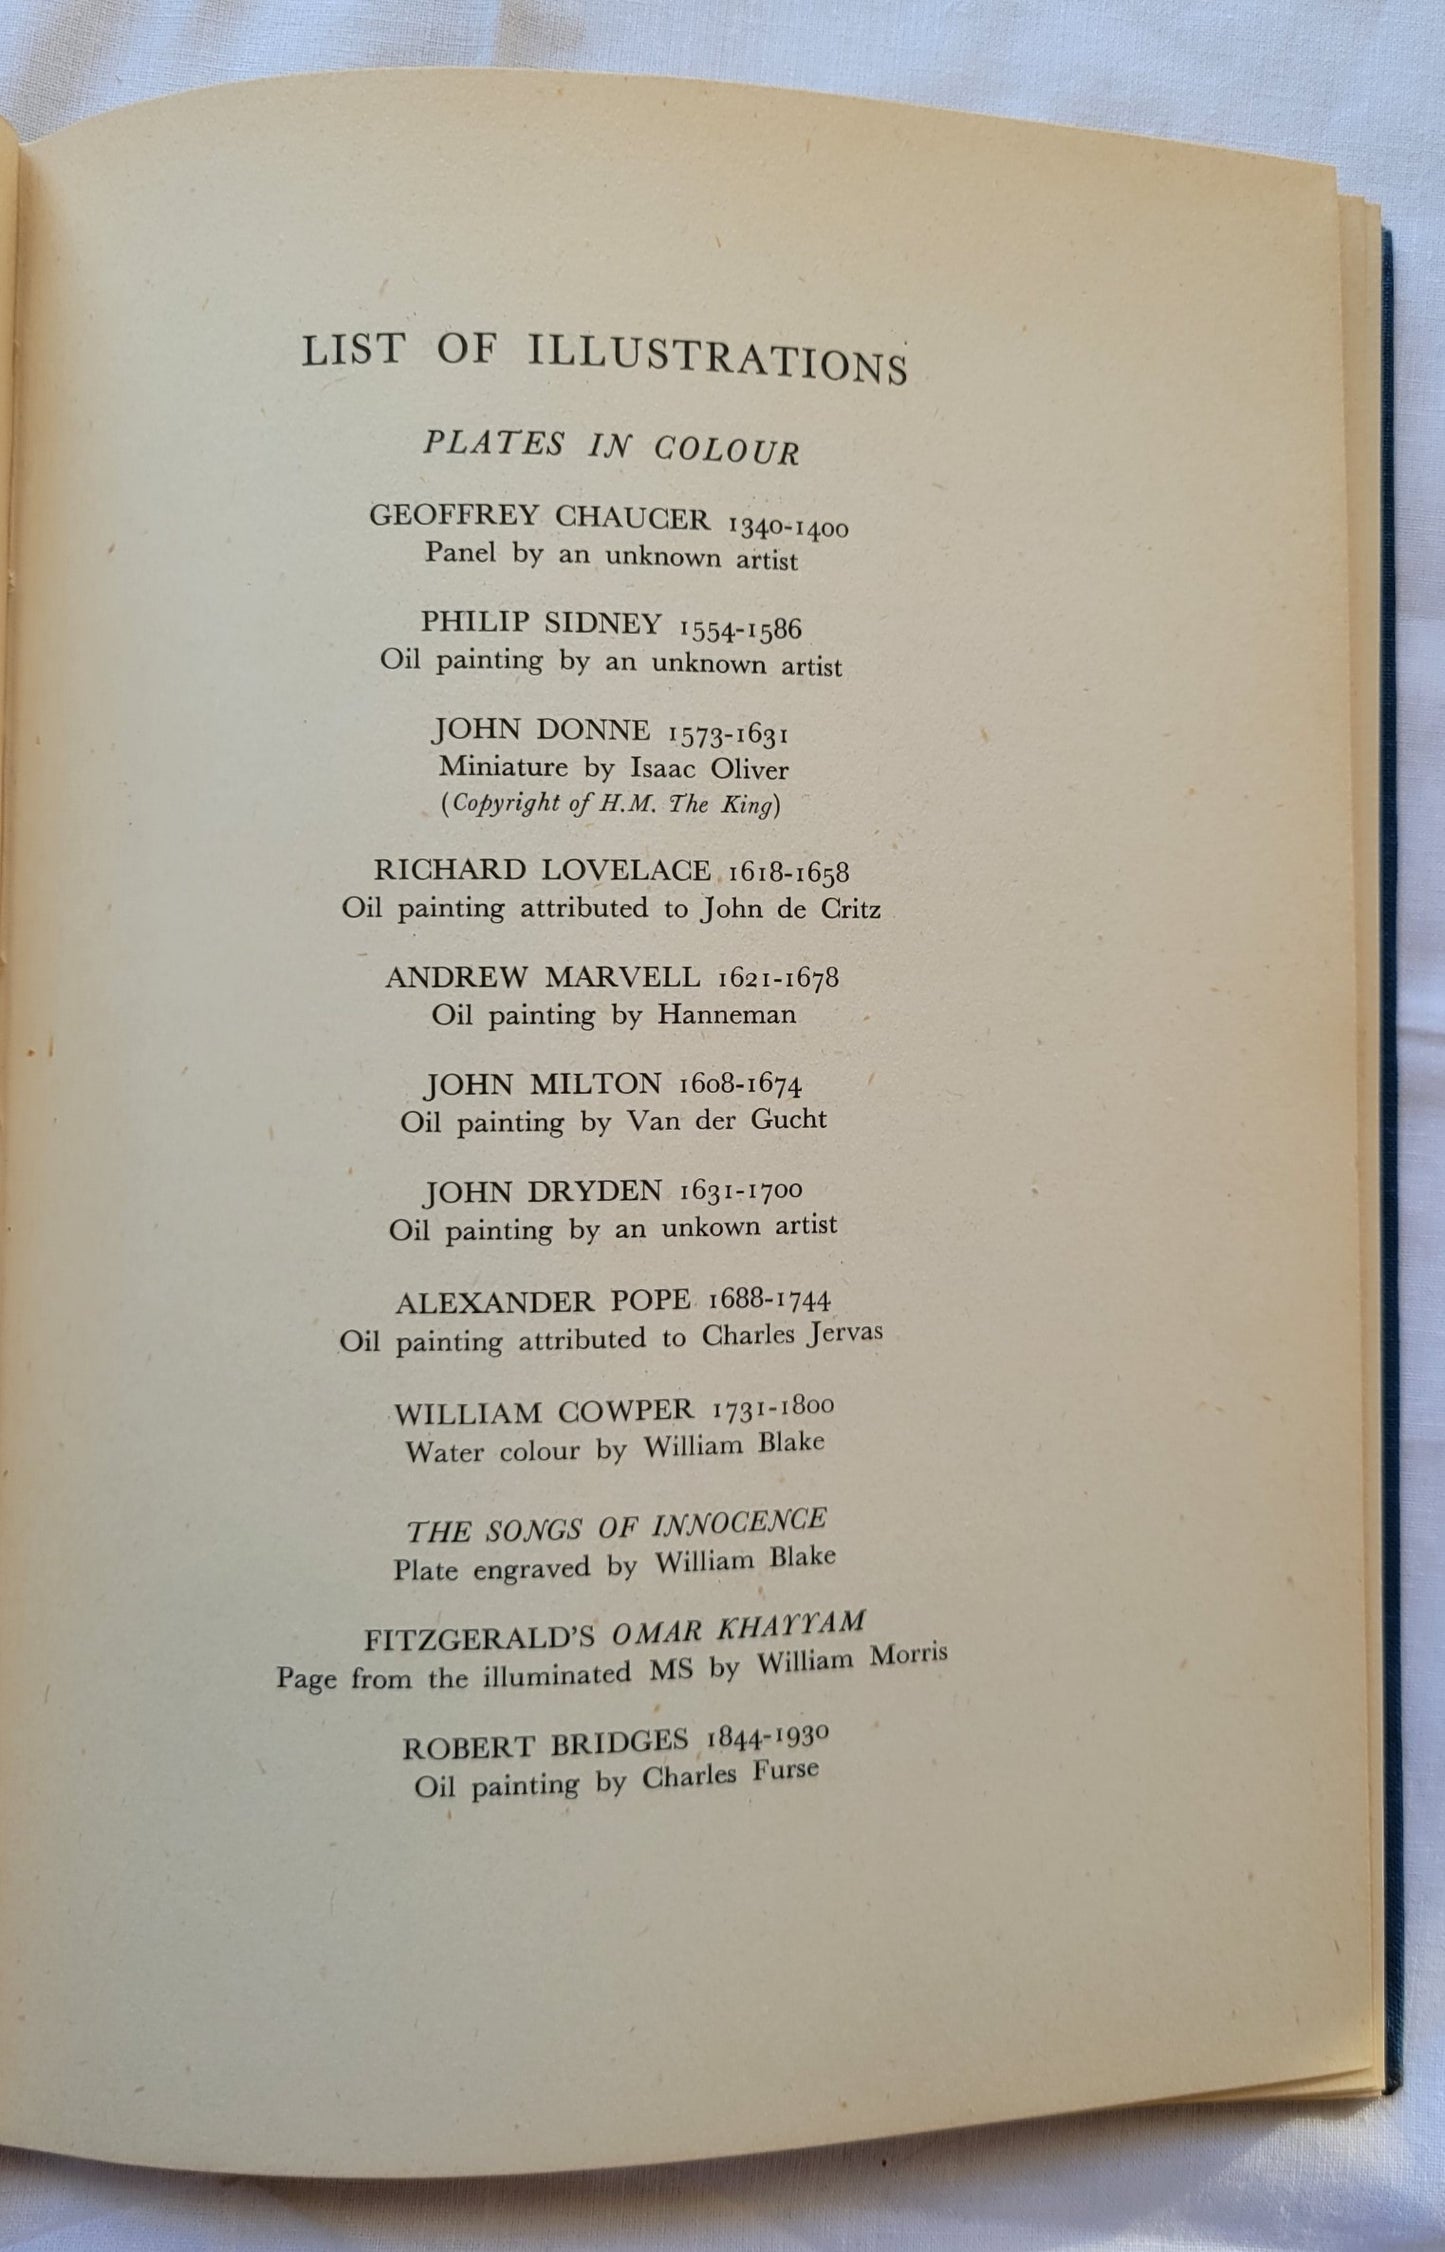 LIST OF ILLUSTRATIONS
PLATES IN COLOUR
GEOFFREY CHAUCER 1340-1400
Panel by an unknown artist
PHILIP SIDNEY 1554-1586
Oil painting by an unknown artist
JOHN DONNE 1573-1631
Miniature by Isaac Oliver
(Copyright of H.M. The King)
RICHARD LOVELACE 1618-1658
Oil painting attributed to John de Critz
ANDREW MARVELL 1621-1678
Oil painting by Hanneman
JOHN MILTON 1608-1674
Oil painting by Van der Gucht
JOHN DRYDEN 1631-1700
Oil painting by an unkown artist
ALEXANDER POPE 1688-1744
Oil painting attributed to Charles Jervas
WILLIAM COWPER 1731-1800
Water colour by William Blake
THE SONGS OF INNOCENCE
Plate engraved by William Blake
FITZGERALD'S OMAR KHAYYAM
Page from the illuminated MS by William Morris
ROBERT BRIDGES 1844-1930
Oil painting by Charles Furse